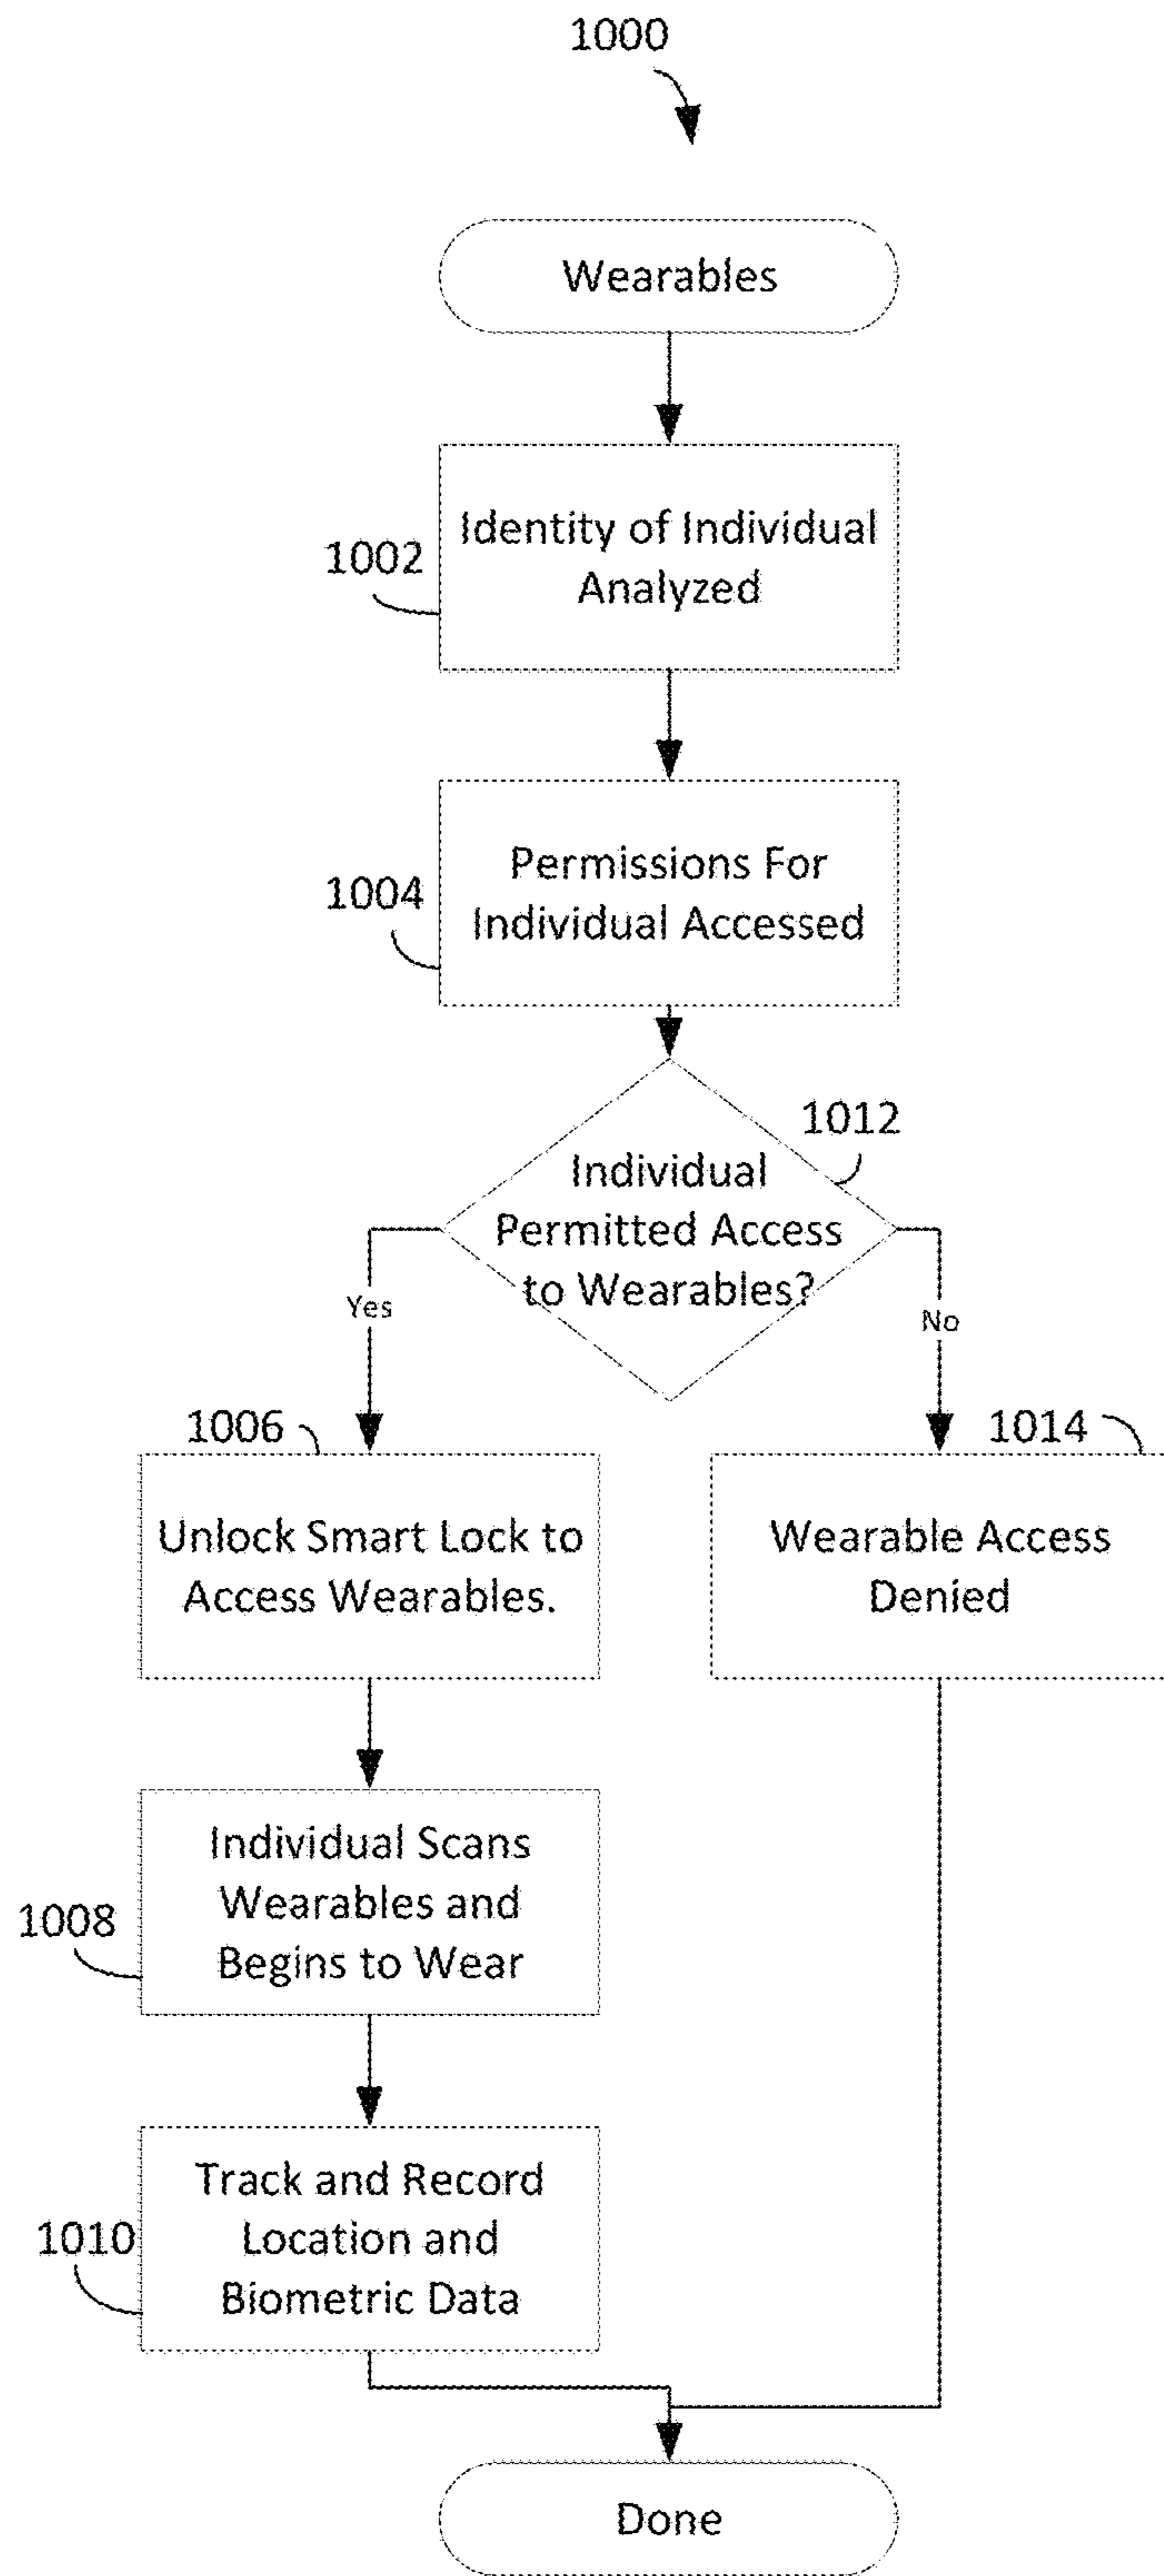 1000
Wearables
Identity of Individual
Analyzed
1002
Permissions For
Individual Accessed
1004
1012
Individual
Permitted Access
to Wearables?
Yes
No
1006
1014
Unlock Smart Lock to
Access Wearables.
Wearable Access
Denied
Individual Scans
Wearables and
Begins to Wear
1008
Track and Record
Location and
Biometric Data
1010
Done